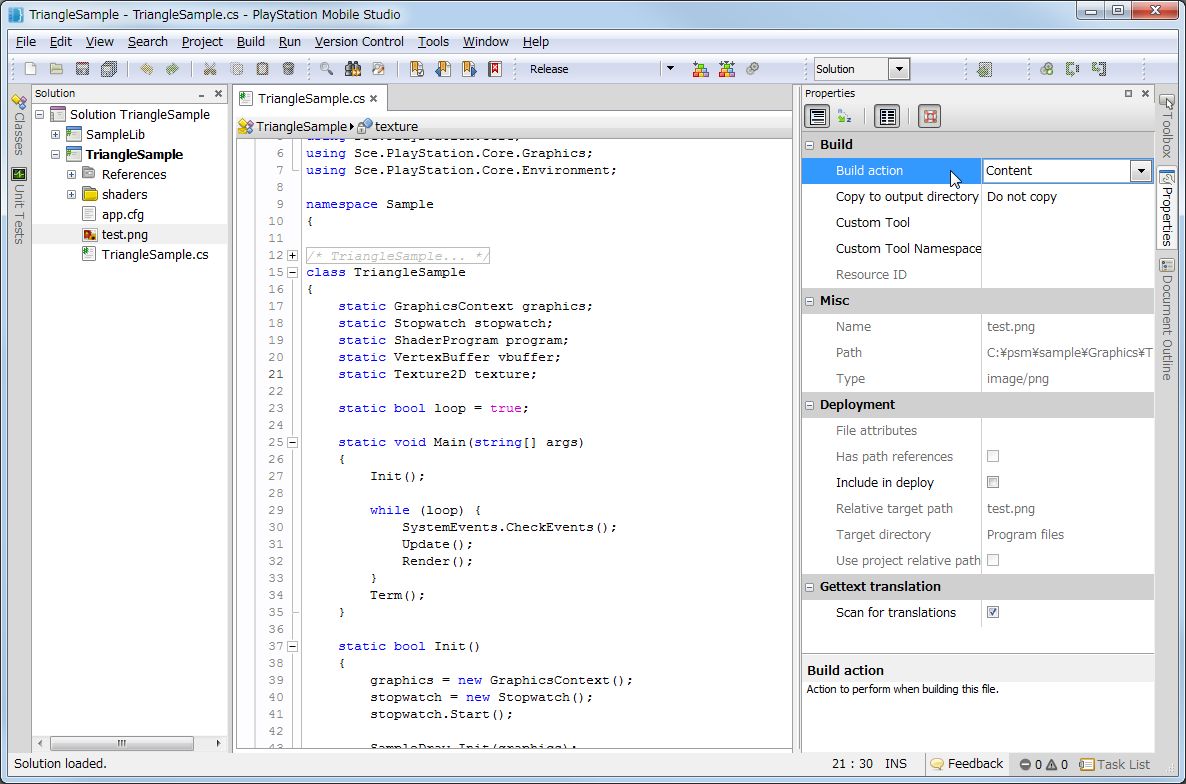 TriangleSample - TriangleSample.cs - PlayStation Mobile Studio
File Edit View Search Project Build Run Version Control Tools Window Help
Release
Solution
Classes
Unit Tests
Solution
Solution TriangleSample
SampleLib
TriangleSample
References
shaders
app.cfg
test.png
TriangleSample.cs
TriangleSample.cs
TriangleSample texture
6 using Sce.PlayStation.Core.Graphics;
7 using Sce.PlayStation.Core.Environment;
8
9 namespace Sample
10 {
11
12 /* TriangleSample... */
15 class TriangleSample
16 {
17 static GraphicsContext graphics;
18 static Stopwatch stopwatch;
19 static ShaderProgram program;
20 static VertexBuffer vbuffer;
21 static Texture2D texture;
22
23 static bool loop = true;
24
25 static void Main(string[] args)
26 {
27 Init();
28
29 while (loop) {
30 SystemEvents.CheckEvents();
31 Update();
32 Render();
33 }
34 Term();
35 }
36
37 static bool Init()
38 {
39 graphics = new GraphicsContext();
40 stopwatch = new Stopwatch();
41 stopwatch.Start();
42
43 SampleDraw.Init(graphics);
Properties
Build
Build action Content
Copy to output directory Do not copy
Custom Tool
Custom Tool Namespace
Resource ID
Misc
Name test.png
Path C:¥psm¥sample¥Graphics¥T
Type image/png
Deployment
File attributes
Has path references
Include in deploy
Relative target path test.png
Target directory Program files
Use project relative path
Gettext translation
Scan for translations
Build action
Action to perform when building this file.
Toolbox
Properties
Document Outline
Solution loaded.
21 : 30 INS
Feedback
0 0
Task List